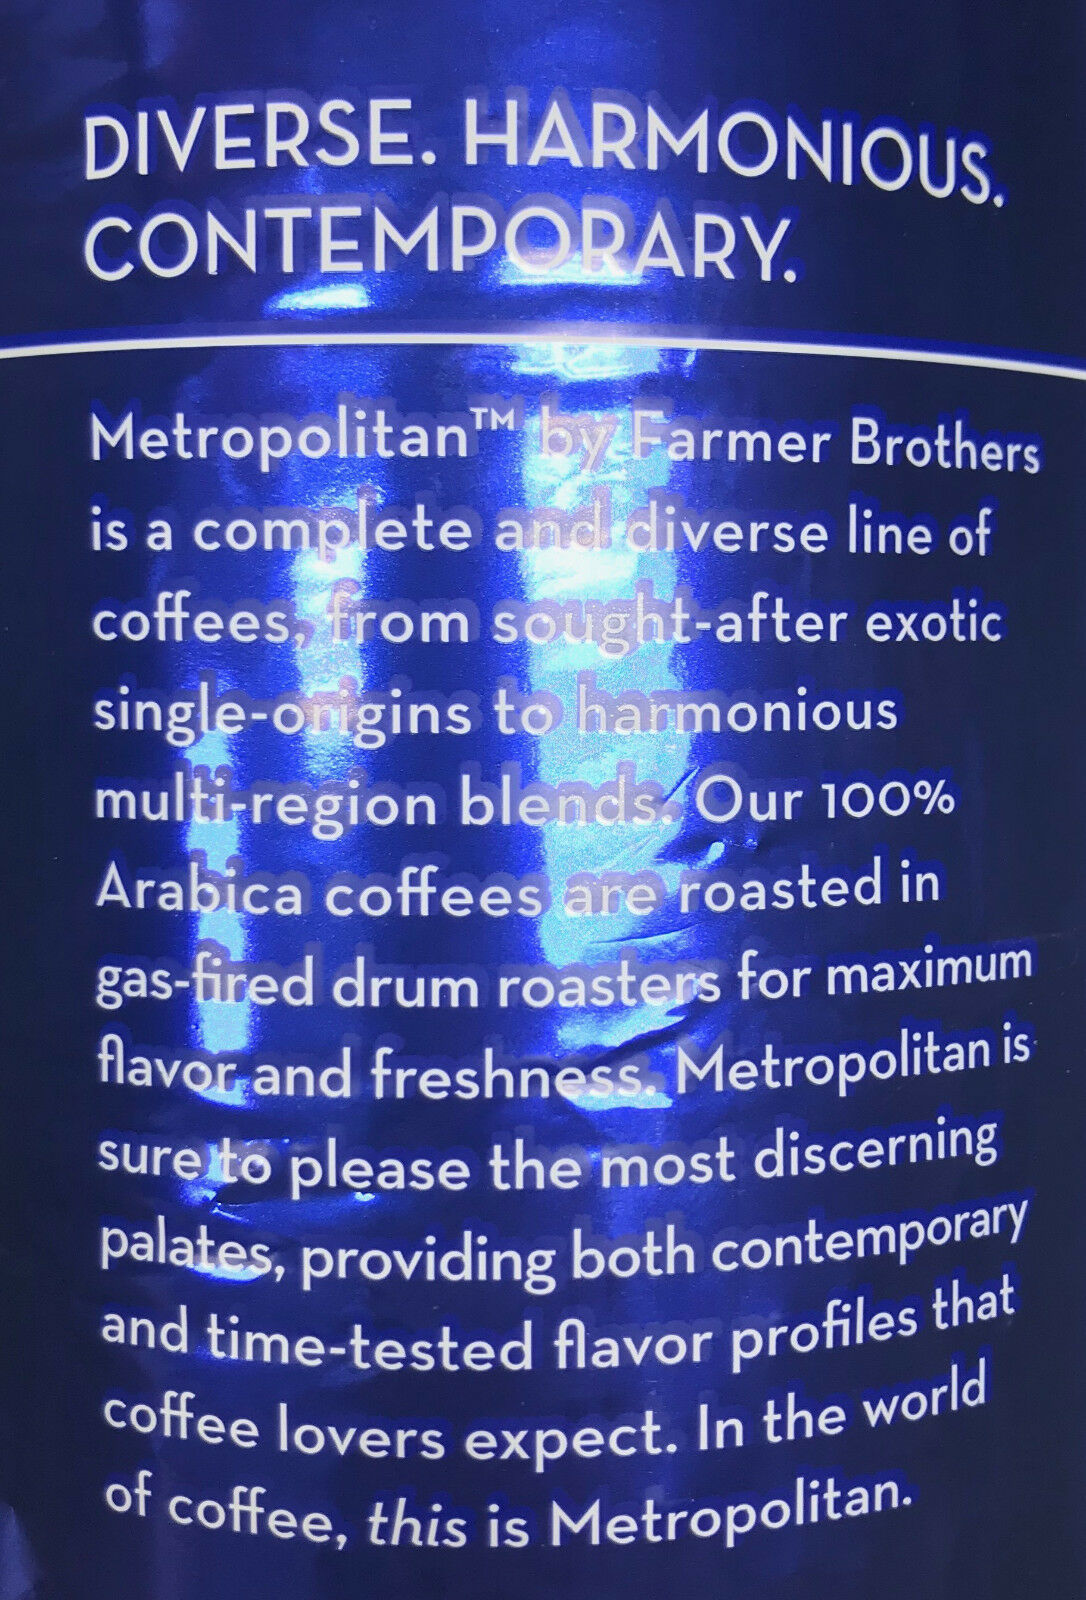 DIVERSE. HARMONIOUS.
CONTEMPORARY.
Metropolitan™ by Farmer Brothers
is a complete and diverse line of
coffees, from sought-after exotic
single-origins to harmonious
multi-region blends. Our 100%
Arabica coffees are roasted in
gas-fired drum roasters for maximum
flavor and freshness. Metropolitan is
sure to please the most discerning
palates, providing both contemporary
and time-tested flavor profiles that
coffee lovers expect. In the world
of coffee, this is Metropolitan.